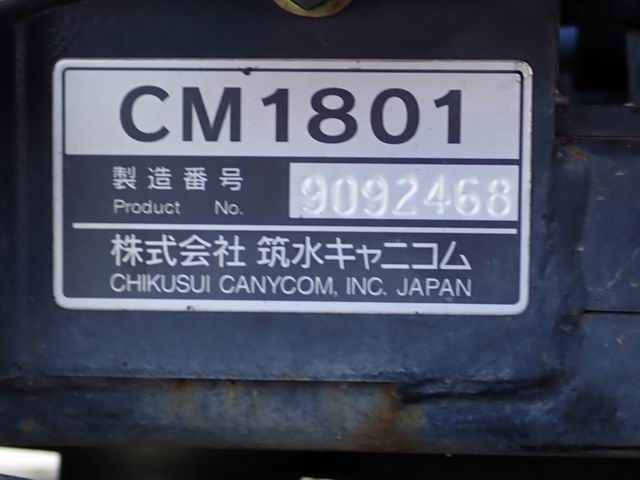 CM1801
製造番号 9092468
Product No.
株式会社 筑水キャニコム
CHIKUSUI CANYCOM, INC. JAPAN